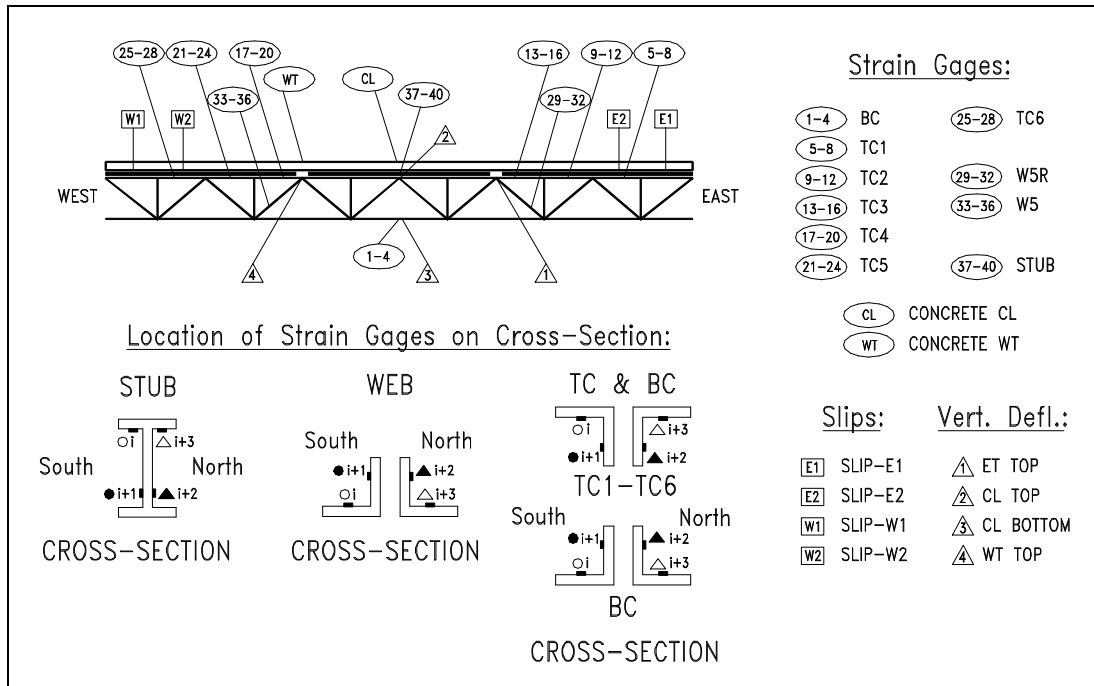 25-28 21-24 17-20 13-16 9-12 5-8
WT CL
33-36 37-40 29-32
W1 W2 2 E2 E1
WEST EAST
1-4
4 3 1
Strain Gages:
1-4 BC 25-28 TC6
5-8 TC1
9-12 TC2 29-32 W5R
13-16 TC3 33-36 W5
17-20 TC4
21-24 TC5 37-40 STUB
CL CONCRETE CL
WT CONCRETE WT
Location of Strain Gages on Cross-Section:
STUB
i i+3
South North
i+1 i+2
CROSS-SECTION
WEB
South North
i+1 i+2
i i+3
CROSS-SECTION
TC & BC
i i+3
i+1 i+2
TC1-TC6
South North
i+1 i+2
i i+3
BC
CROSS-SECTION
Slips: Vert. Defl.:
E1 SLIP-E1 1 ET TOP
E2 SLIP-E2 2 CL TOP
W1 SLIP-W1 3 CL BOTTOM
W2 SLIP-W2 4 WT TOP